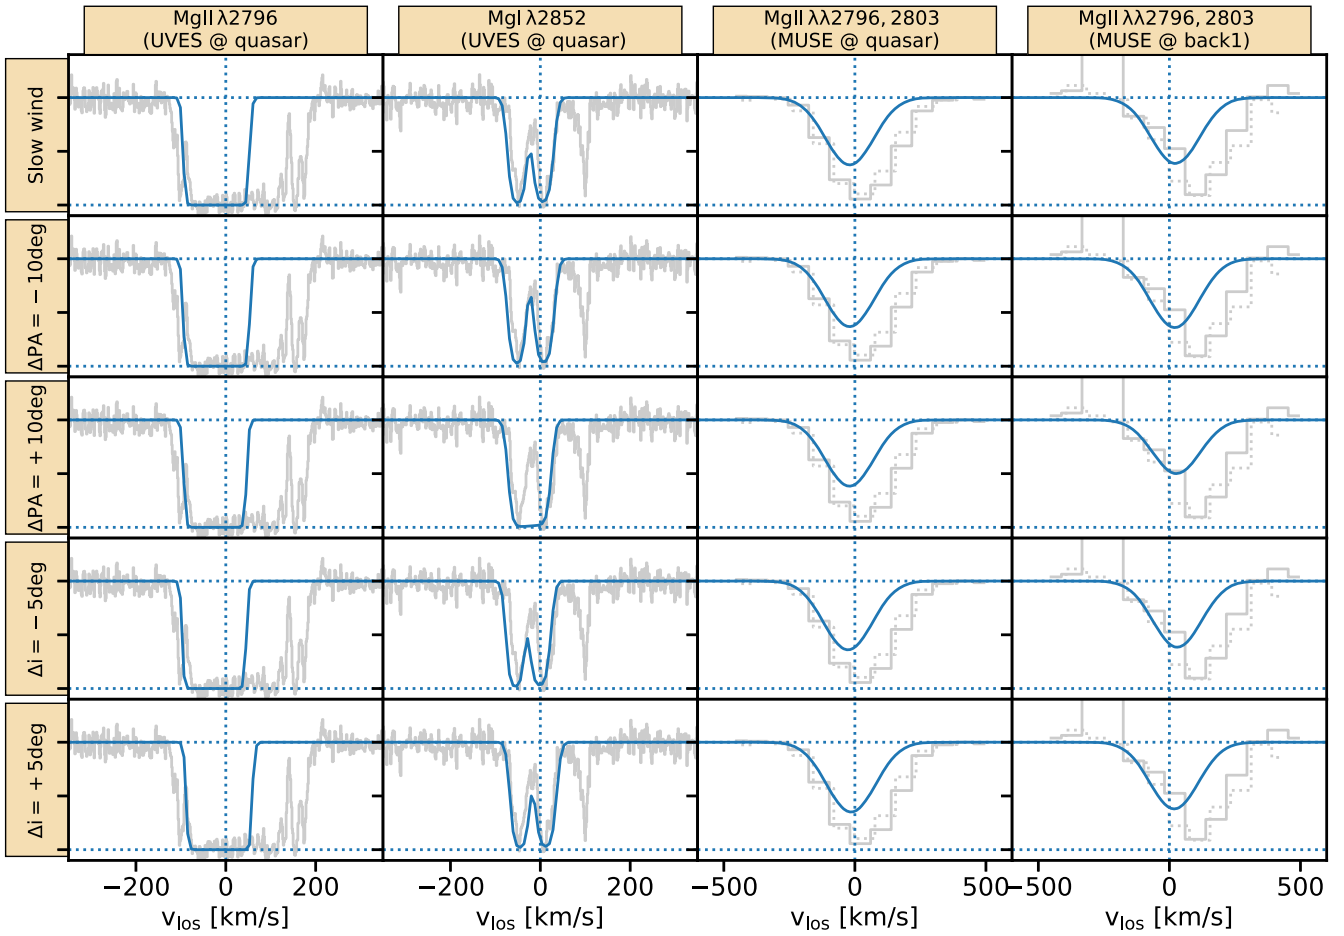 MgII λ2796
(UVES @ quasar)
MgI λ2852
(UVES @ quasar)
MgII λλ2796, 2803
(MUSE @ quasar)
MgII λλ2796, 2803
(MUSE @ back1)
Slow wind
ΔPA = − 10deg
ΔPA = + 10deg
Δi = − 5deg
Δi = + 5deg
−200 0 200
−200 0 200
−500 0 500
−500 0 500
v_los [km/s]
v_los [km/s]
v_los [km/s]
v_los [km/s]